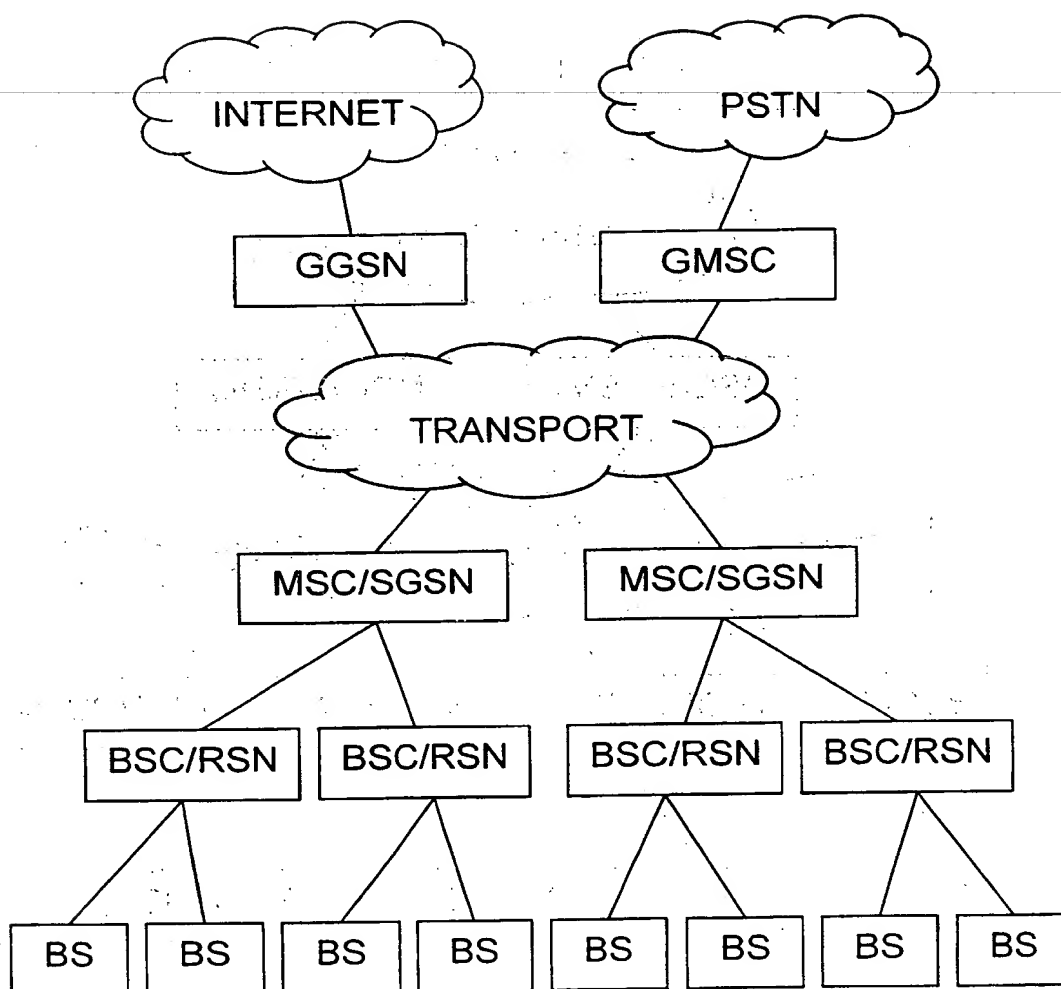 INTERNET
PSTN
GGSN
GMSC
TRANSPORT
MSC/SGSN
MSC/SGSN
BSC/RSN
BSC/RSN
BSC/RSN
BSC/RSN
BS
BS
BS
BS
BS
BS
BS
BS